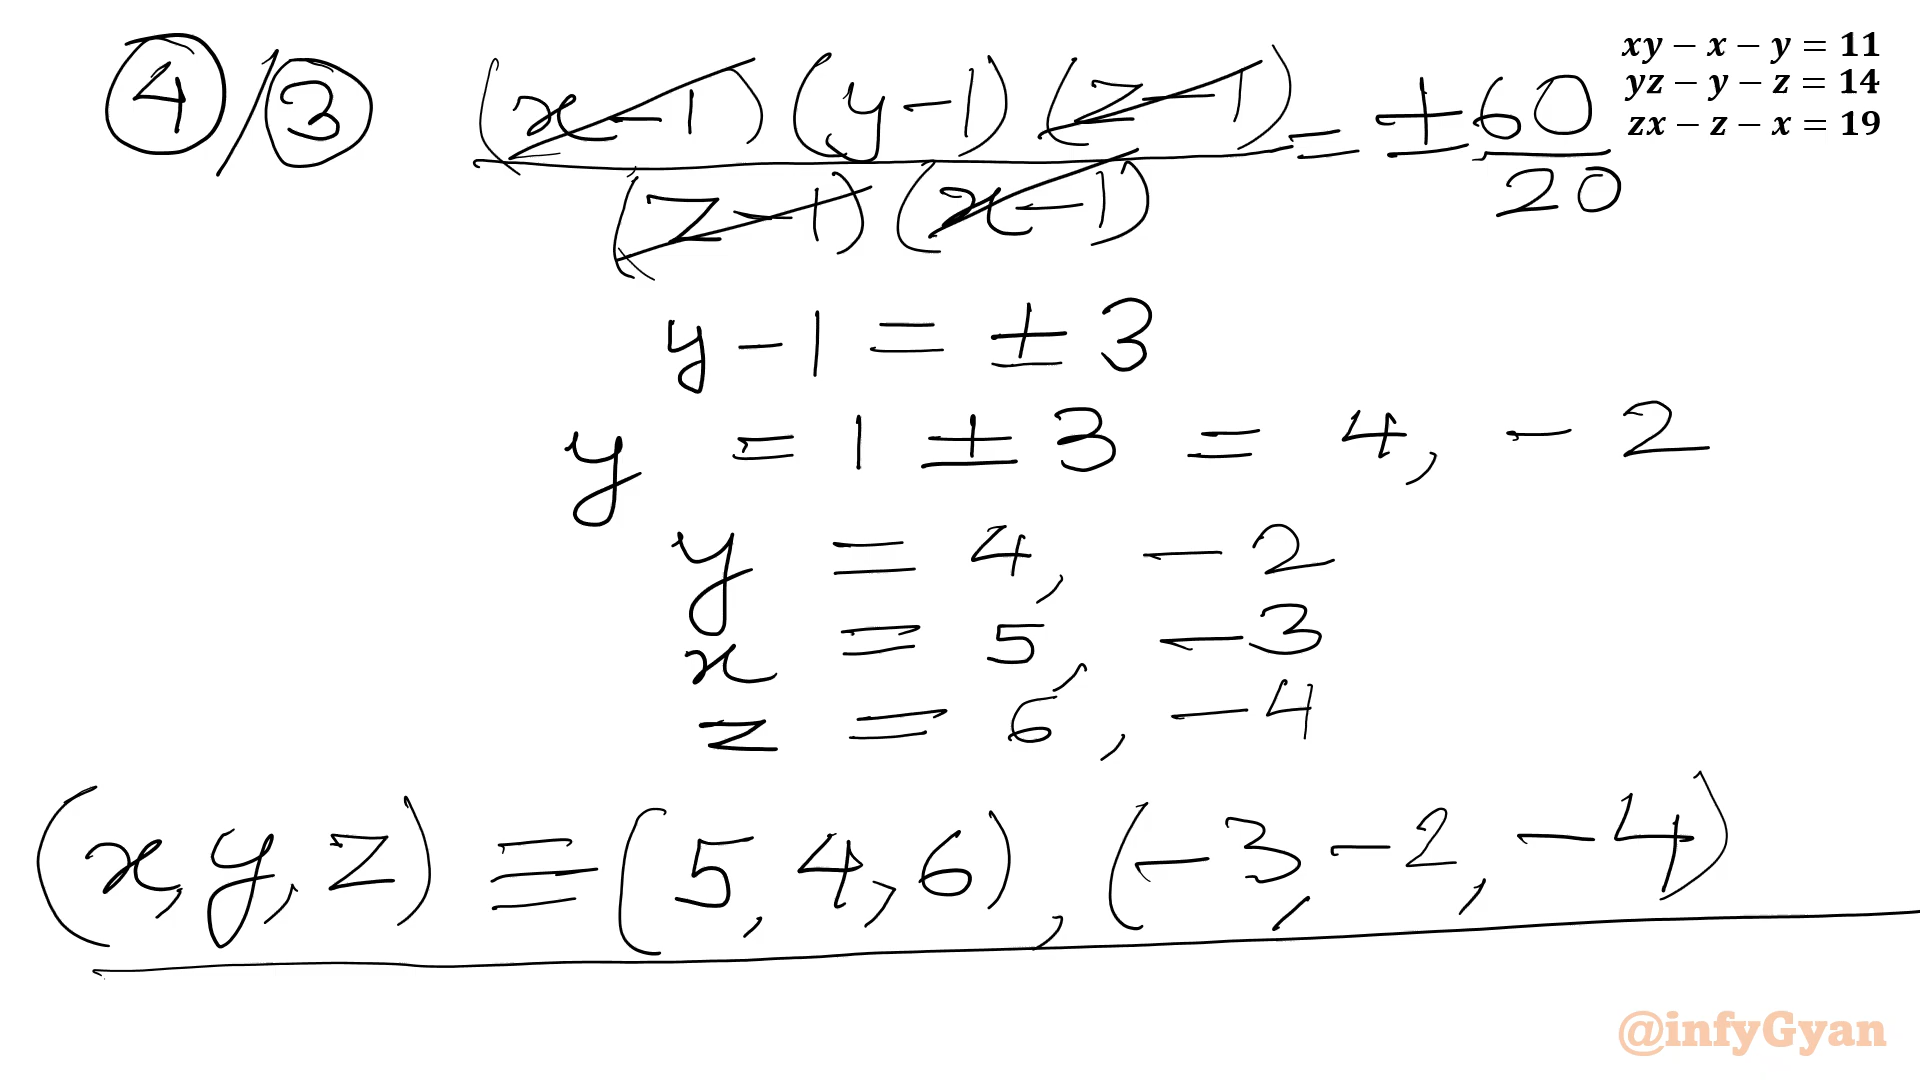 xy − x − y = 11
yz − y − z = 14
zx − z − x = 19
④/③ (x−1)(y−1)(z−1) = ±60
(z−1)(x−1) 20
y − 1 = ± 3
y = 1 ± 3 = 4, − 2
y = 4, − 2
x = 5, − 3
z = 6, − 4
(x, y, z) ≡ (5, 4, 6), (−3, −2, −4)
@infyGyan